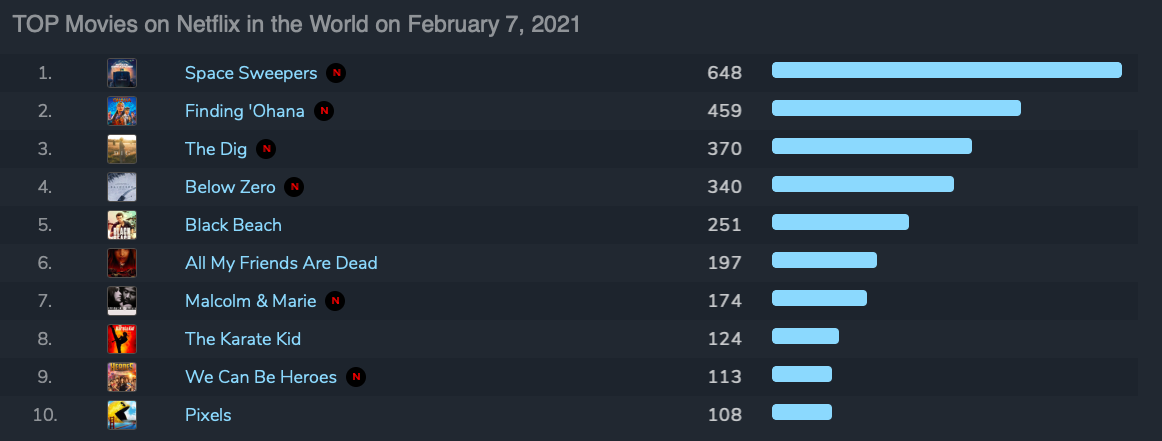 TOP Movies on Netflix in the World on February 7, 2021
1. Space Sweepers N 648
2. Finding 'Ohana N 459
3. The Dig N 370
4. Below Zero N 340
5. Black Beach 251
6. All My Friends Are Dead 197
7. Malcolm & Marie N 174
8. The Karate Kid 124
9. We Can Be Heroes N 113
10. Pixels 108